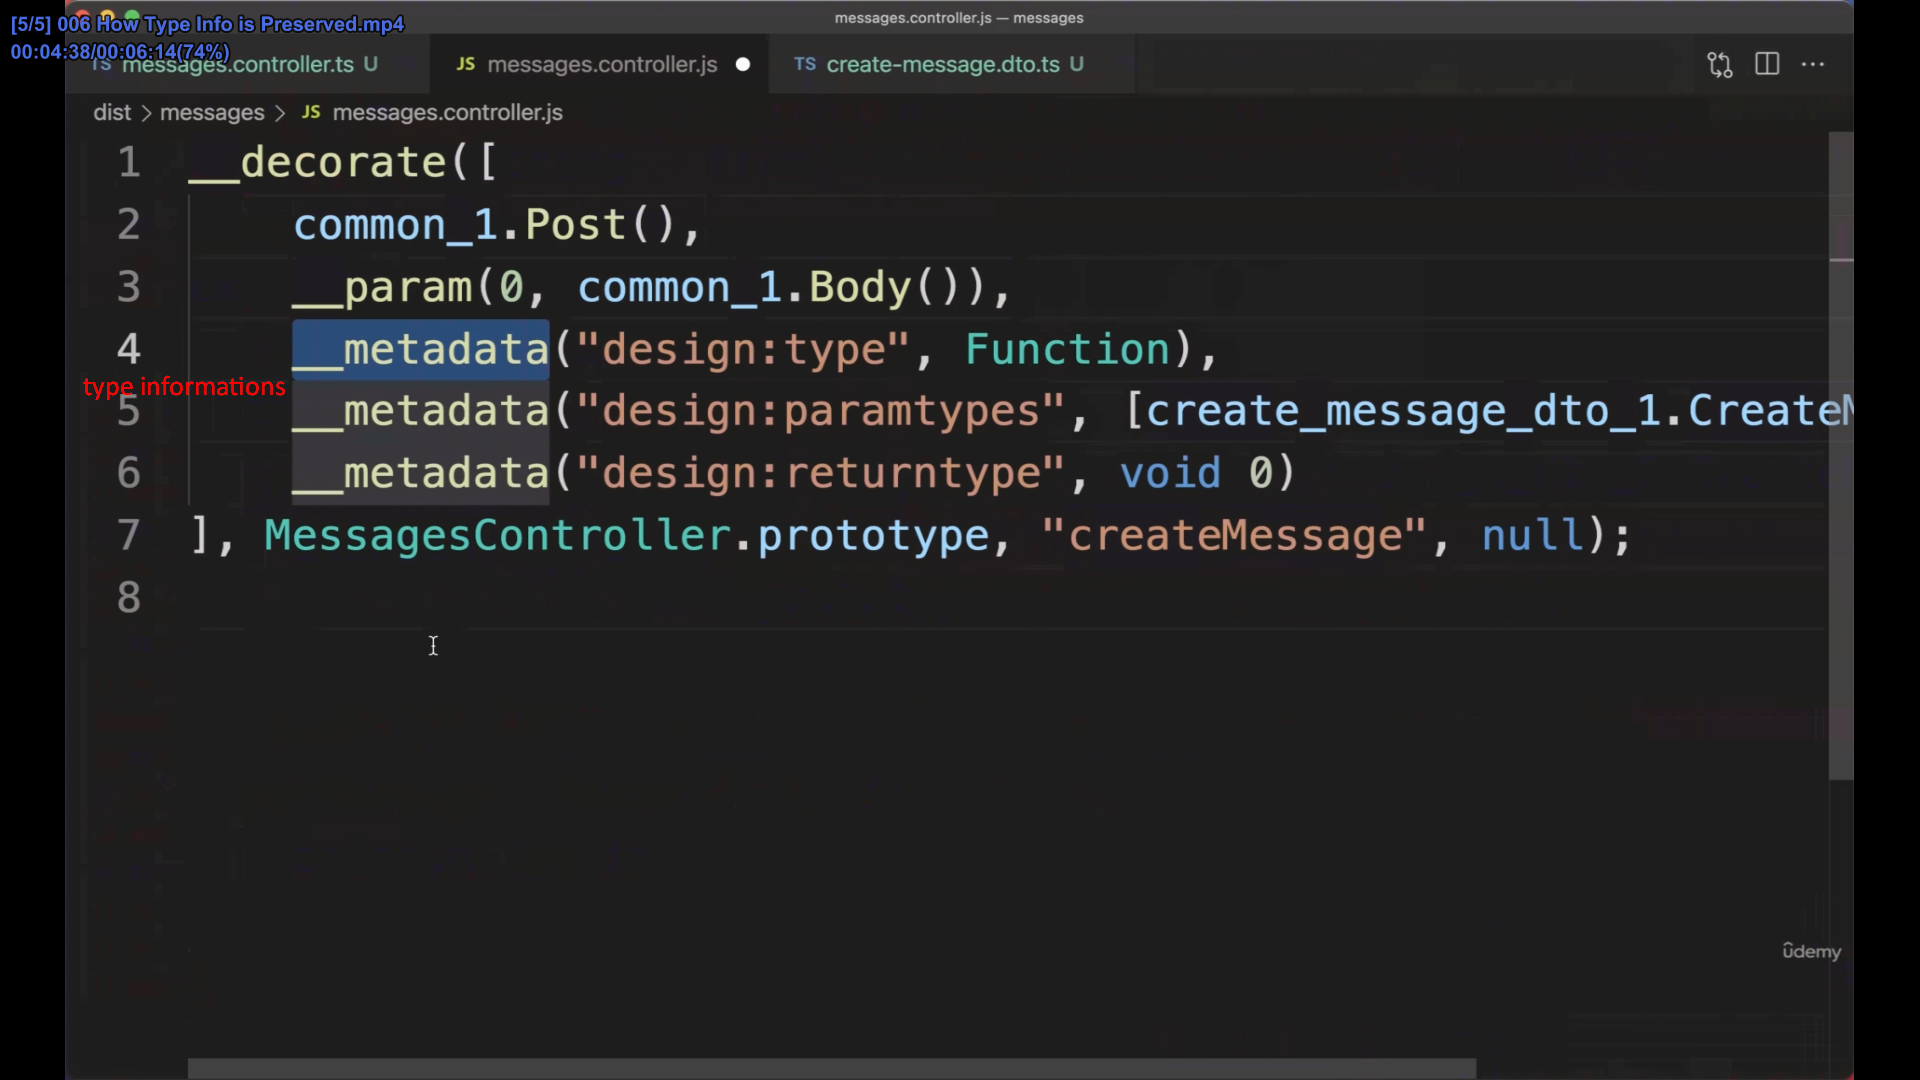 [5/5] 006 How Type Info is Preserved.mp4
00:04:38/00:06:14(74%)
messages.controller.js — messages
TS messages.controller.ts U
JS messages.controller.js
TS create-message.dto.ts U
dist > messages > JS messages.controller.js
1 __decorate([
2 common_1.Post(),
3 __param(0, common_1.Body()),
4 __metadata("design:type", Function),
type informations
5 __metadata("design:paramtypes", [create_message_dto_1.CreateM
6 __metadata("design:returntype", void 0)
7 ], MessagesController.prototype, "createMessage", null);
8
ûdemy